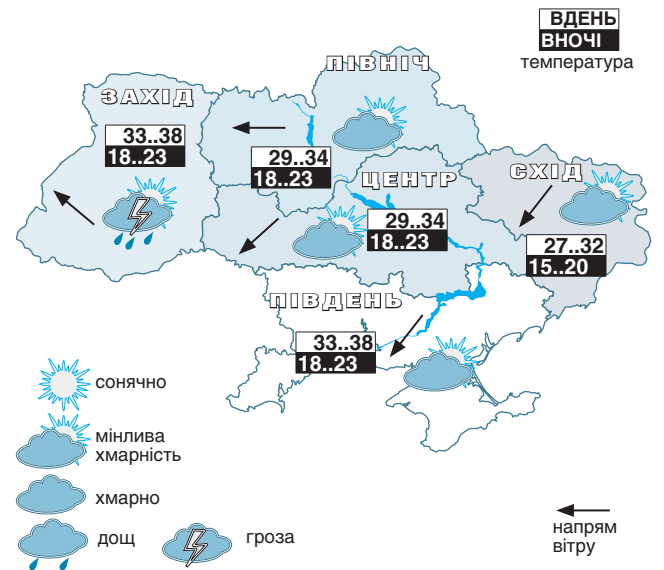 ВДЕНЬ
ВНОЧІ
температура
ПІВНІЧ
ЗАХІД
33..38
18..23
29..34
18..23
ЦЕНТР
СХІД
29..34
18..23
27..32
15..20
ПІВДЕНЬ
33..38
18..23
сонячно
мінлива
хмарність
хмарно
дощ
гроза
напрям
вітру